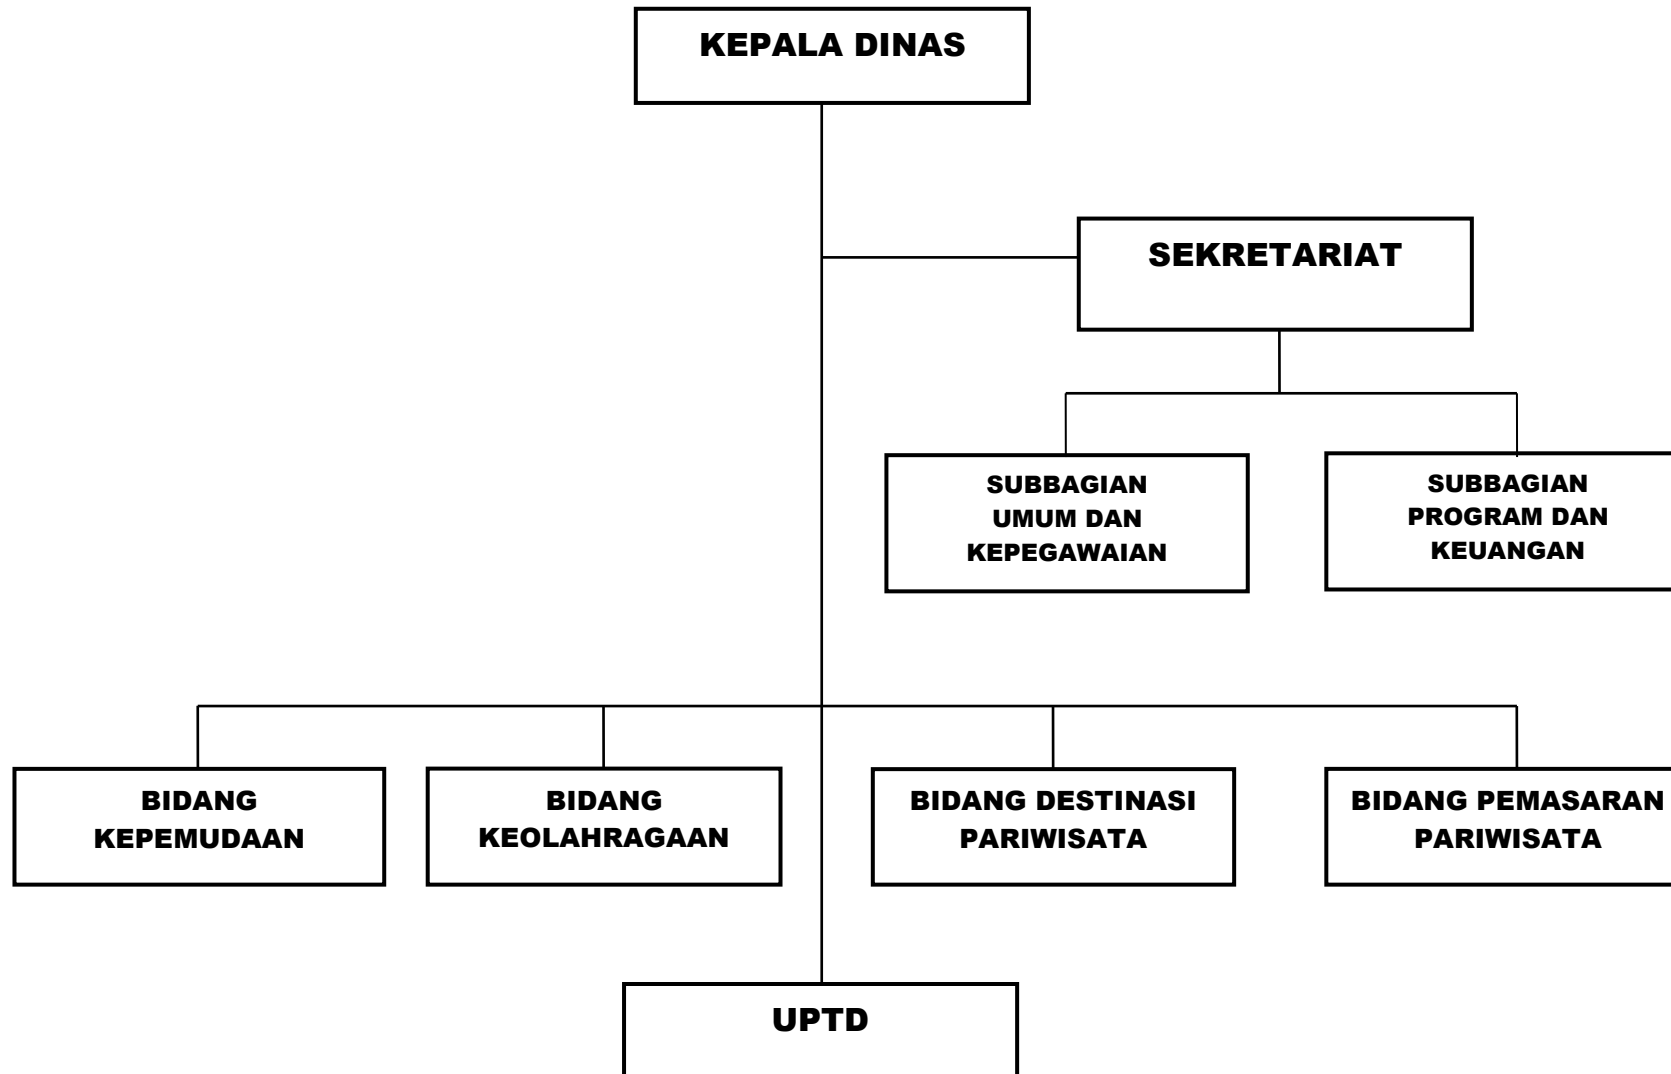 KEPALA DINAS
SEKRETARIAT
SUBBAGIAN
UMUM DAN
KEPEGAWAIAN
SUBBAGIAN
PROGRAM DAN
KEUANGAN
BIDANG
KEPEMUDAAN
BIDANG
KEOLAHRAGAAN
BIDANG DESTINASI
PARIWISATA
BIDANG PEMASARAN
PARIWISATA
UPTD